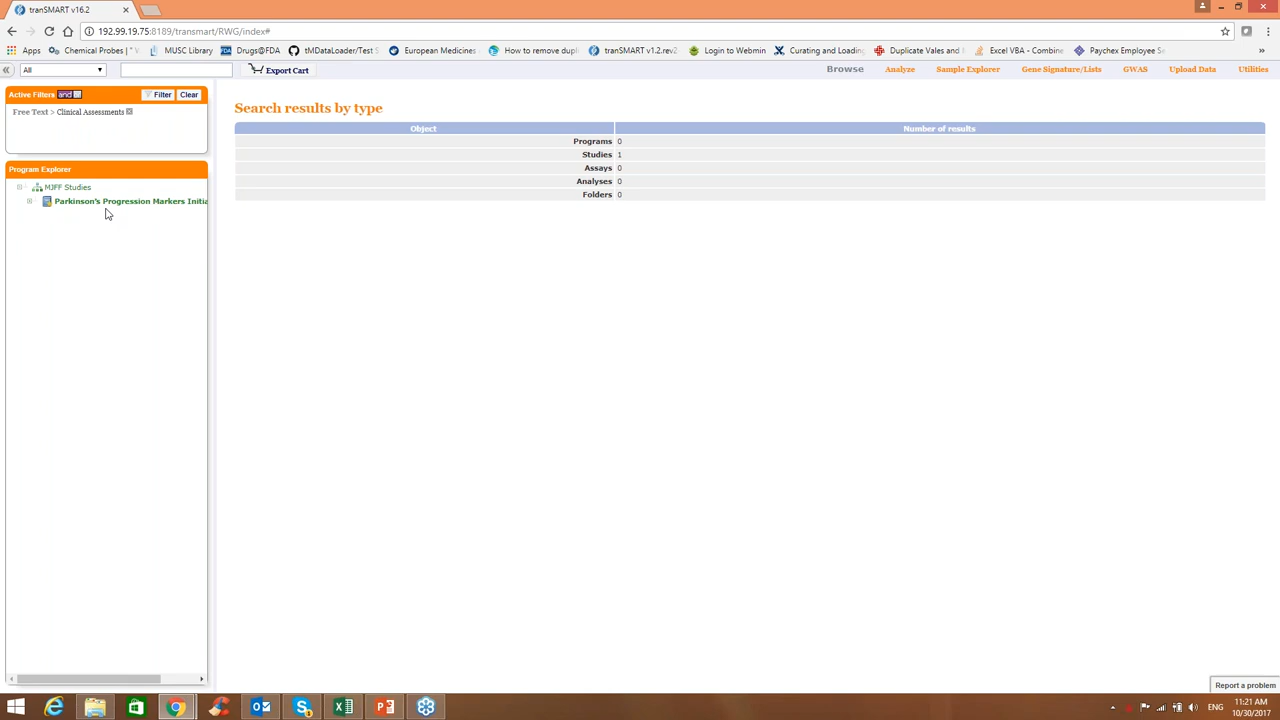 tranSMART v16.2
192.99.19.75:8189/transmart/RWG/index#
Apps Chemical Probes | " MUSC Library Drugs@FDA tMDataLoader/Test S European Medicines How to remove dupl tranSMART v1.2.rev2 Login to Webmin Curating and Loading Duplicate Vales and Excel VBA - Combine Paychex Employee Se »
All Export Cart Browse Analyze Sample Explorer Gene Signature/Lists GWAS Upload Data Utilities
Active Filters and Filter Clear
Free Text > Clinical Assessments
Program Explorer
MJFF Studies
Parkinson's Progression Markers Initia
Search results by type
Object Number of results
Programs 0
Studies 1
Assays 0
Analyses 0
Folders 0
Report a problem
ENG
11:21 AM
10/30/2017